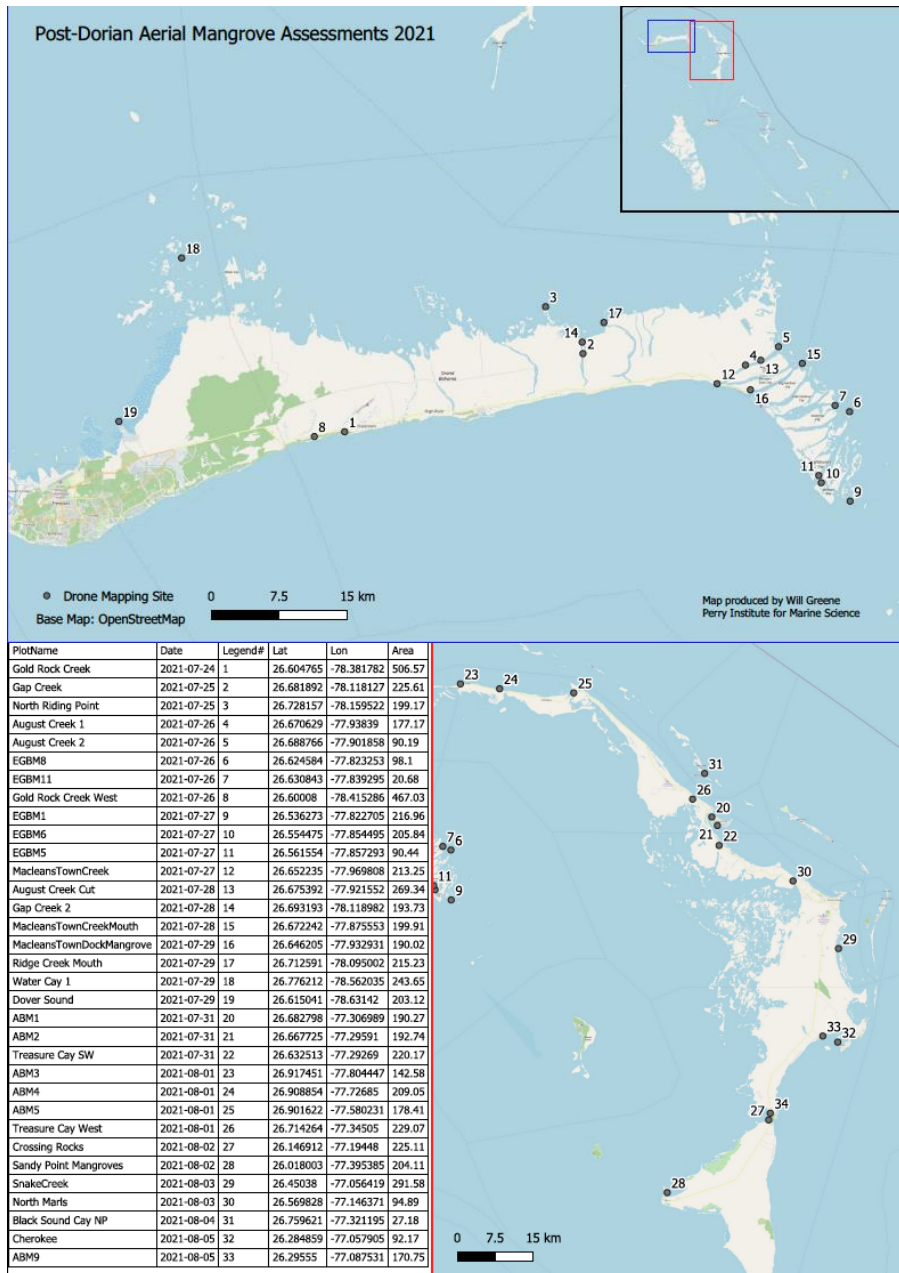 Post-Dorian Aerial Mangrove Assessments 2021
18
3
17
14
2
5
4
13
15
12
16
7
6
19
8
1
11
10
9
Grand Bahama
High Rock
Freeport
Drone Mapping Site
0 7.5 15 km
Base Map: OpenStreetMap
Map produced by Will Greene
Perry Institute for Marine Science
PlotName Date Legend# Lat Lon Area
Gold Rock Creek 2021-07-24 1 26.604765 -78.381782 506.57
Gap Creek 2021-07-25 2 26.681892 -78.118127 225.61
North Riding Point 2021-07-25 3 26.728157 -78.159522 199.17
August Creek 1 2021-07-26 4 26.670629 -77.93839 177.17
August Creek 2 2021-07-26 5 26.688766 -77.901858 90.19
EGBM8 2021-07-26 6 26.624584 -77.823253 98.1
EGBM11 2021-07-26 7 26.630843 -77.839295 20.68
Gold Rock Creek West 2021-07-26 8 26.60008 -78.415286 467.03
EGBM1 2021-07-27 9 26.536273 -77.822705 216.96
EGBM6 2021-07-27 10 26.554475 -77.854495 205.84
EGBM5 2021-07-27 11 26.561554 -77.857293 90.44
MacleansTownCreek 2021-07-27 12 26.652235 -77.969808 213.25
August Creek Cut 2021-07-28 13 26.675392 -77.921552 269.34
Gap Creek 2 2021-07-28 14 26.693193 -78.118982 193.73
MacleansTownCreekMouth 2021-07-28 15 26.672242 -77.875553 199.91
MacleansTownDockMangrove 2021-07-29 16 26.646205 -77.932931 190.02
Ridge Creek Mouth 2021-07-29 17 26.712591 -78.095002 215.23
Water Cay 1 2021-07-29 18 26.776212 -78.562035 243.65
Dover Sound 2021-07-29 19 26.615041 -78.63142 203.12
ABM1 2021-07-31 20 26.682798 -77.306989 190.27
ABM2 2021-07-31 21 26.667725 -77.29591 192.74
Treasure Cay SW 2021-07-31 22 26.632513 -77.29269 220.17
ABM3 2021-08-01 23 26.917451 -77.804447 142.58
ABM4 2021-08-01 24 26.908854 -77.72685 209.05
ABM5 2021-08-01 25 26.901622 -77.580231 178.41
Treasure Cay West 2021-08-01 26 26.714264 -77.34505 229.07
Crossing Rocks 2021-08-02 27 26.146912 -77.19448 225.11
Sandy Point Mangroves 2021-08-02 28 26.018003 -77.395385 204.11
SnakeCreek 2021-08-03 29 26.45038 -77.056419 291.58
North Marls 2021-08-03 30 26.569828 -77.146371 94.89
Black Sound Cay NP 2021-08-04 31 26.759621 -77.321195 27.18
Cherokee 2021-08-05 32 26.284859 -77.057905 92.17
ABM9 2021-08-05 33 26.29555 -77.087531 170.75
23
24
25
31
26
20
21
22
7
6
30
11
9
29
33
32
34
27
28
0 7.5 15 km